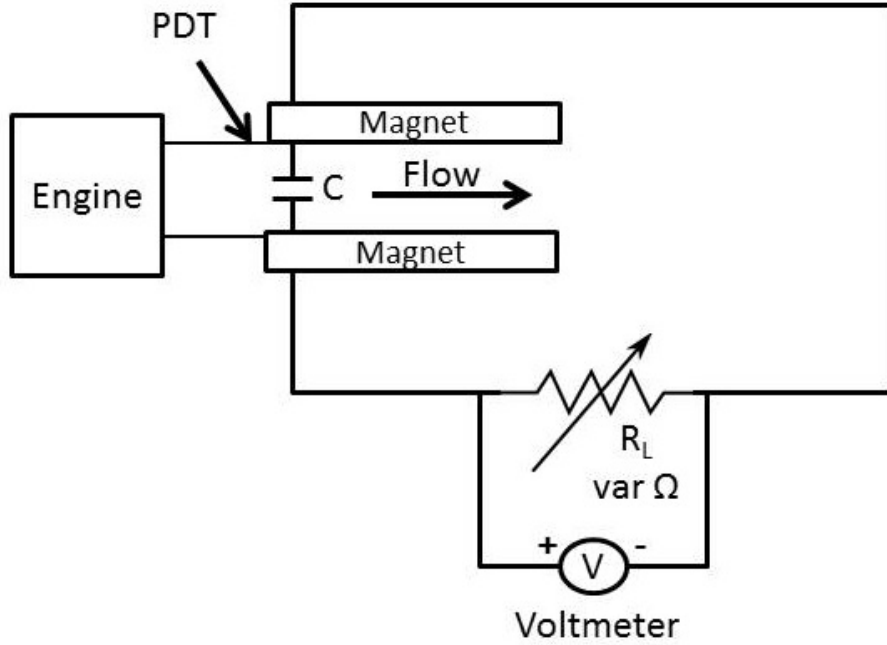 PDT
Magnet
Engine
C
Flow
Magnet
R_L
var Ω
+ -
V
Voltmeter